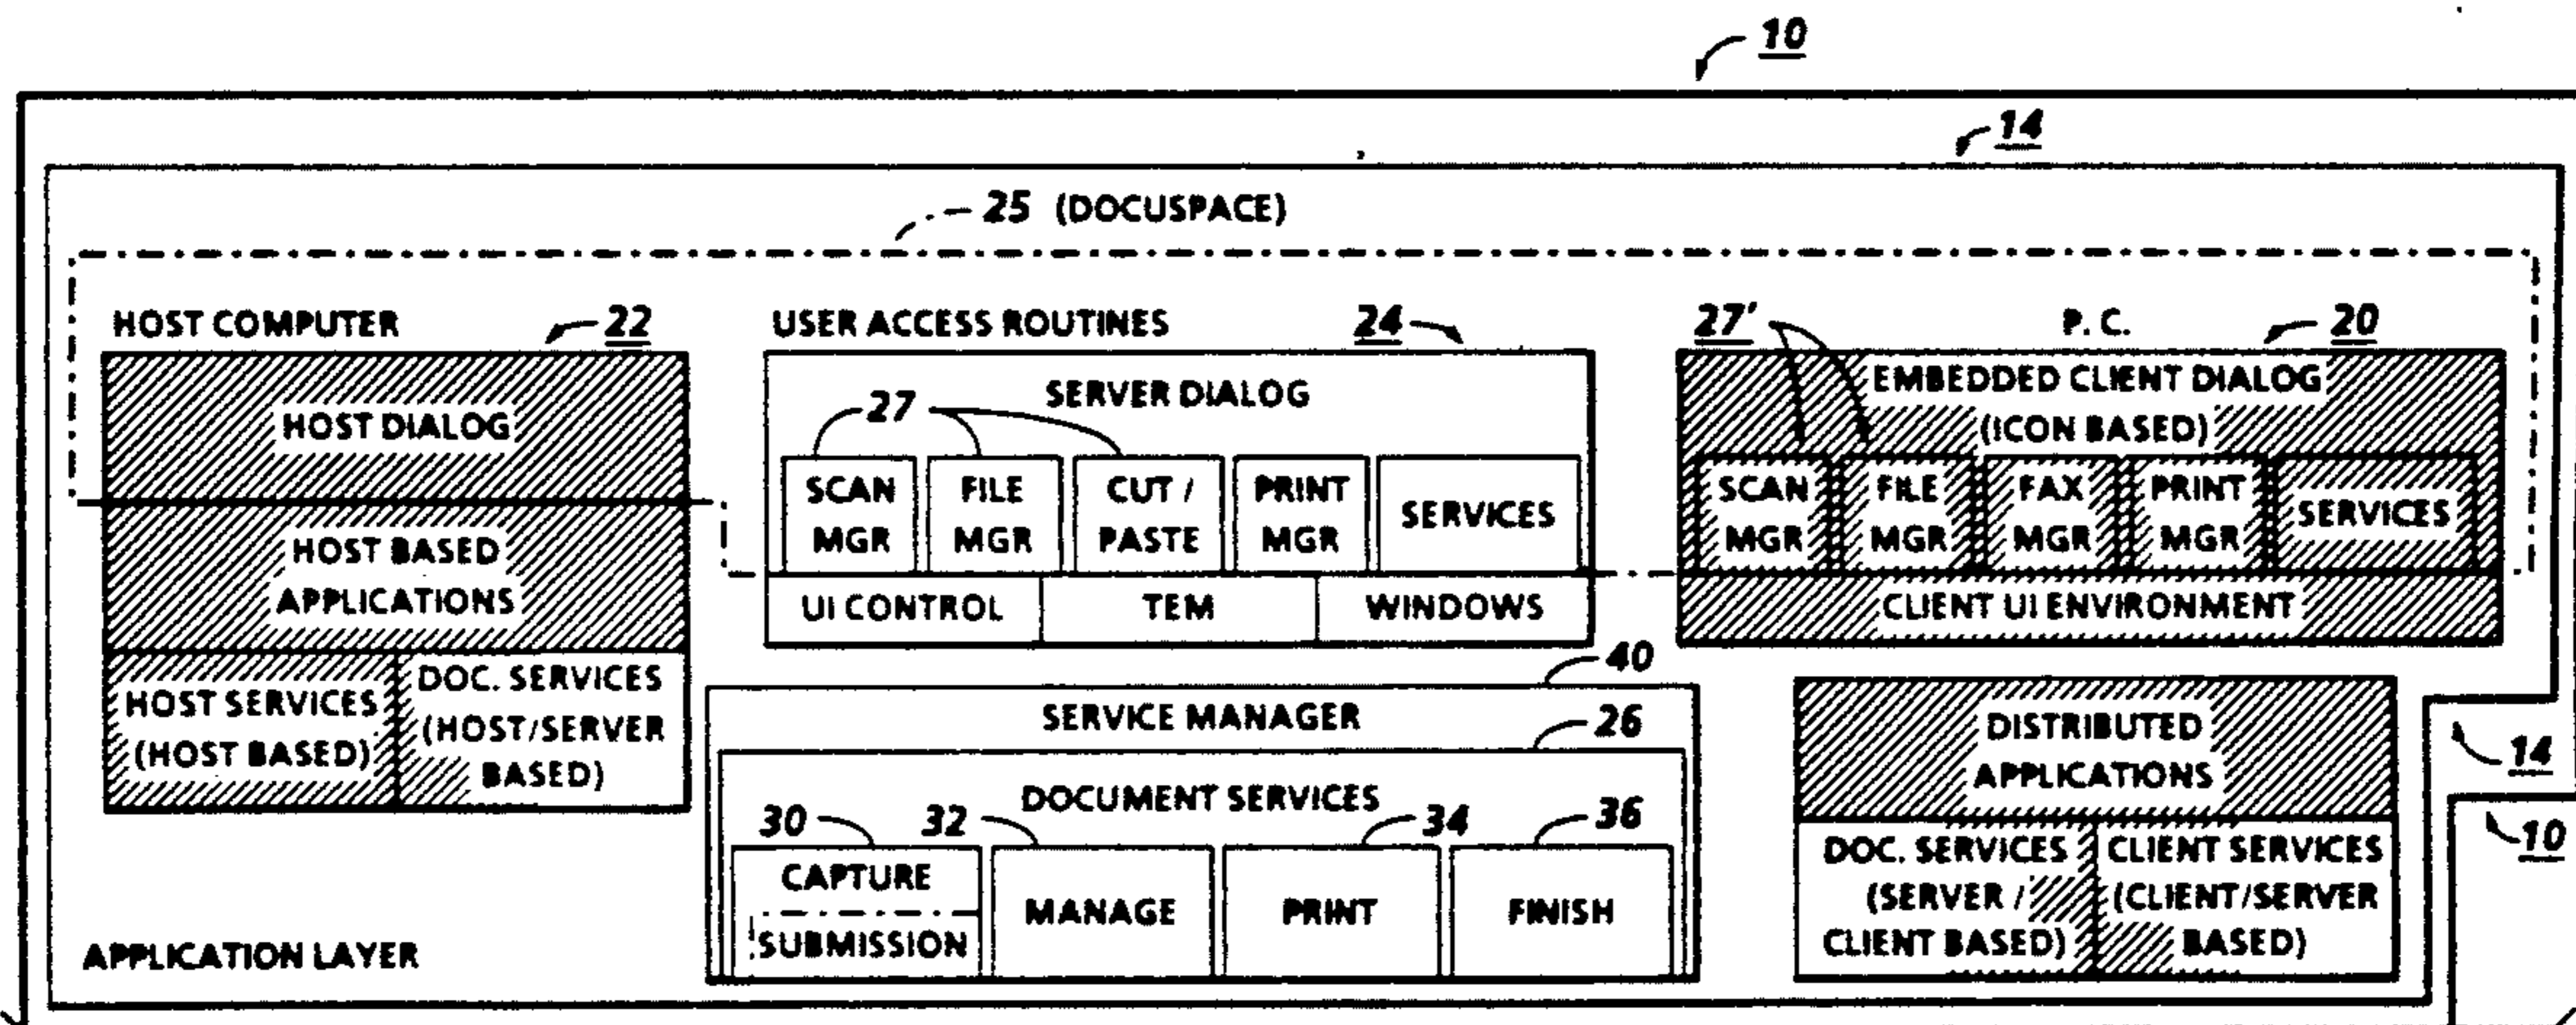 10
14
25 (DOCUSPACE)
HOST COMPUTER
22
HOST DIALOG
HOST BASED
APPLICATIONS
HOST SERVICES
(HOST BASED)
DOC. SERVICES
(HOST/SERVER
BASED)
USER ACCESS ROUTINES
24
SERVER DIALOG
27
SCAN
MGR
FILE
MGR
CUT /
PASTE
PRINT
MGR
SERVICES
UI CONTROL
TEM
WINDOWS
27'
P. C.
20
EMBEDDED CLIENT DIALOG
(ICON BASED)
SCAN
MGR
FILE
MGR
FAX
MGR
PRINT
MGR
SERVICES
CLIENT UI ENVIRONMENT
40
SERVICE MANAGER
26
DOCUMENT SERVICES
30
32
34
36
CAPTURE
SUBMISSION
MANAGE
PRINT
FINISH
DISTRIBUTED
APPLICATIONS
DOC. SERVICES
(SERVER /
CLIENT BASED)
CLIENT SERVICES
(CLIENT/SERVER
BASED)
14
10
APPLICATION LAYER